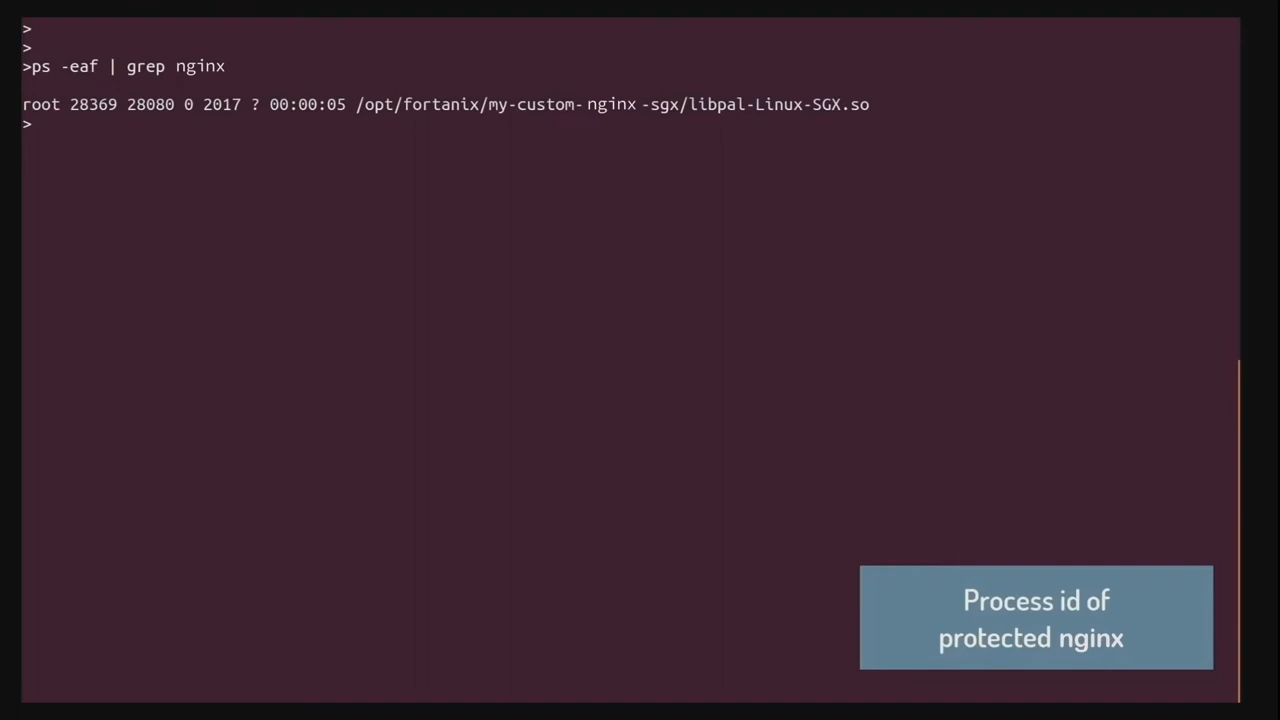 >
>
>ps -eaf | grep nginx
root 28369 28080 0 2017 ? 00:00:05 /opt/fortanix/my-custom-nginx-sgx/libpal-Linux-SGX.so
>
Process id of
protected nginx